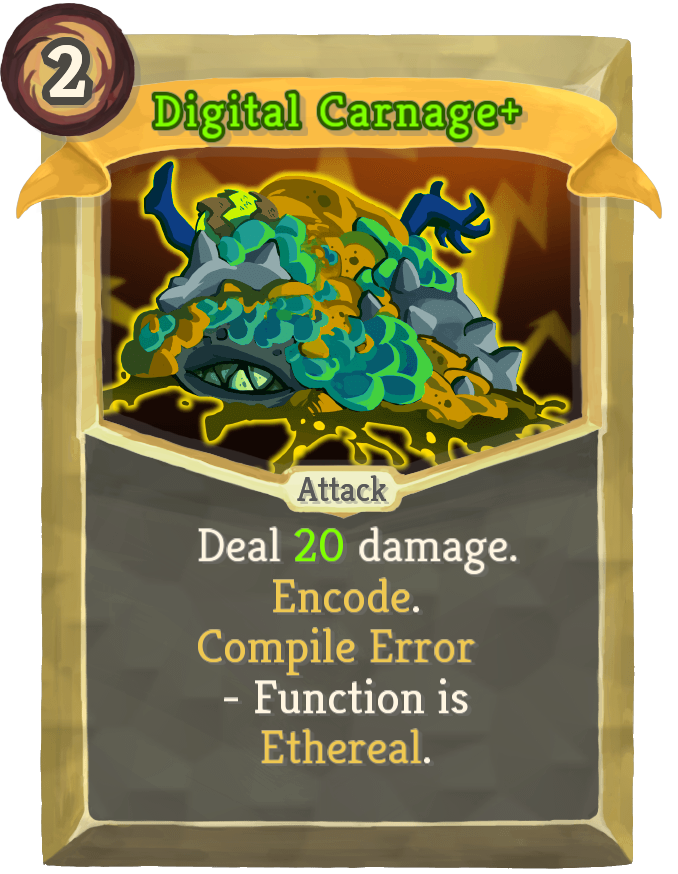 2
Digital Carnage+
Attack
Deal 20 damage.
Encode.
Compile Error
- Function is
Ethereal.